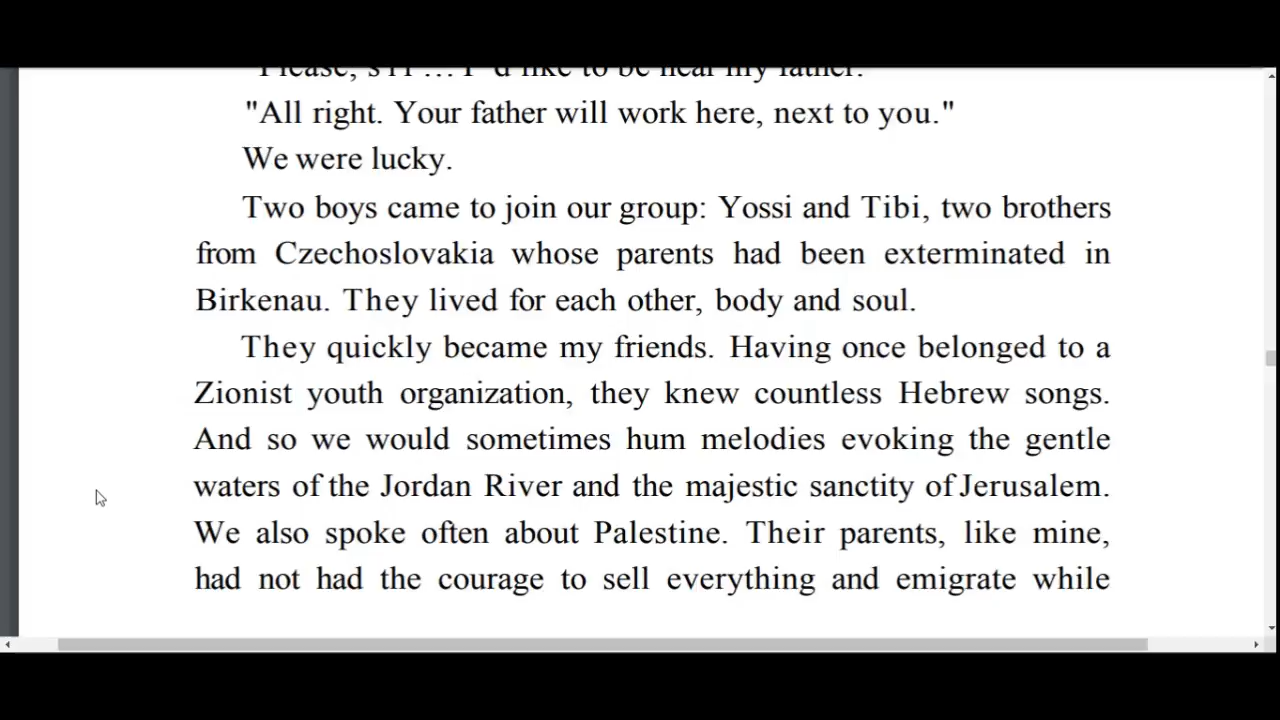 "Please, sir ... I'd like to be near my father."
"All right. Your father will work here, next to you."
We were lucky.
Two boys came to join our group: Yossi and Tibi, two brothers
from Czechoslovakia whose parents had been exterminated in
Birkenau. They lived for each other, body and soul.
They quickly became my friends. Having once belonged to a
Zionist youth organization, they knew countless Hebrew songs.
And so we would sometimes hum melodies evoking the gentle
waters of the Jordan River and the majestic sanctity of Jerusalem.
We also spoke often about Palestine. Their parents, like mine,
had not had the courage to sell everything and emigrate while